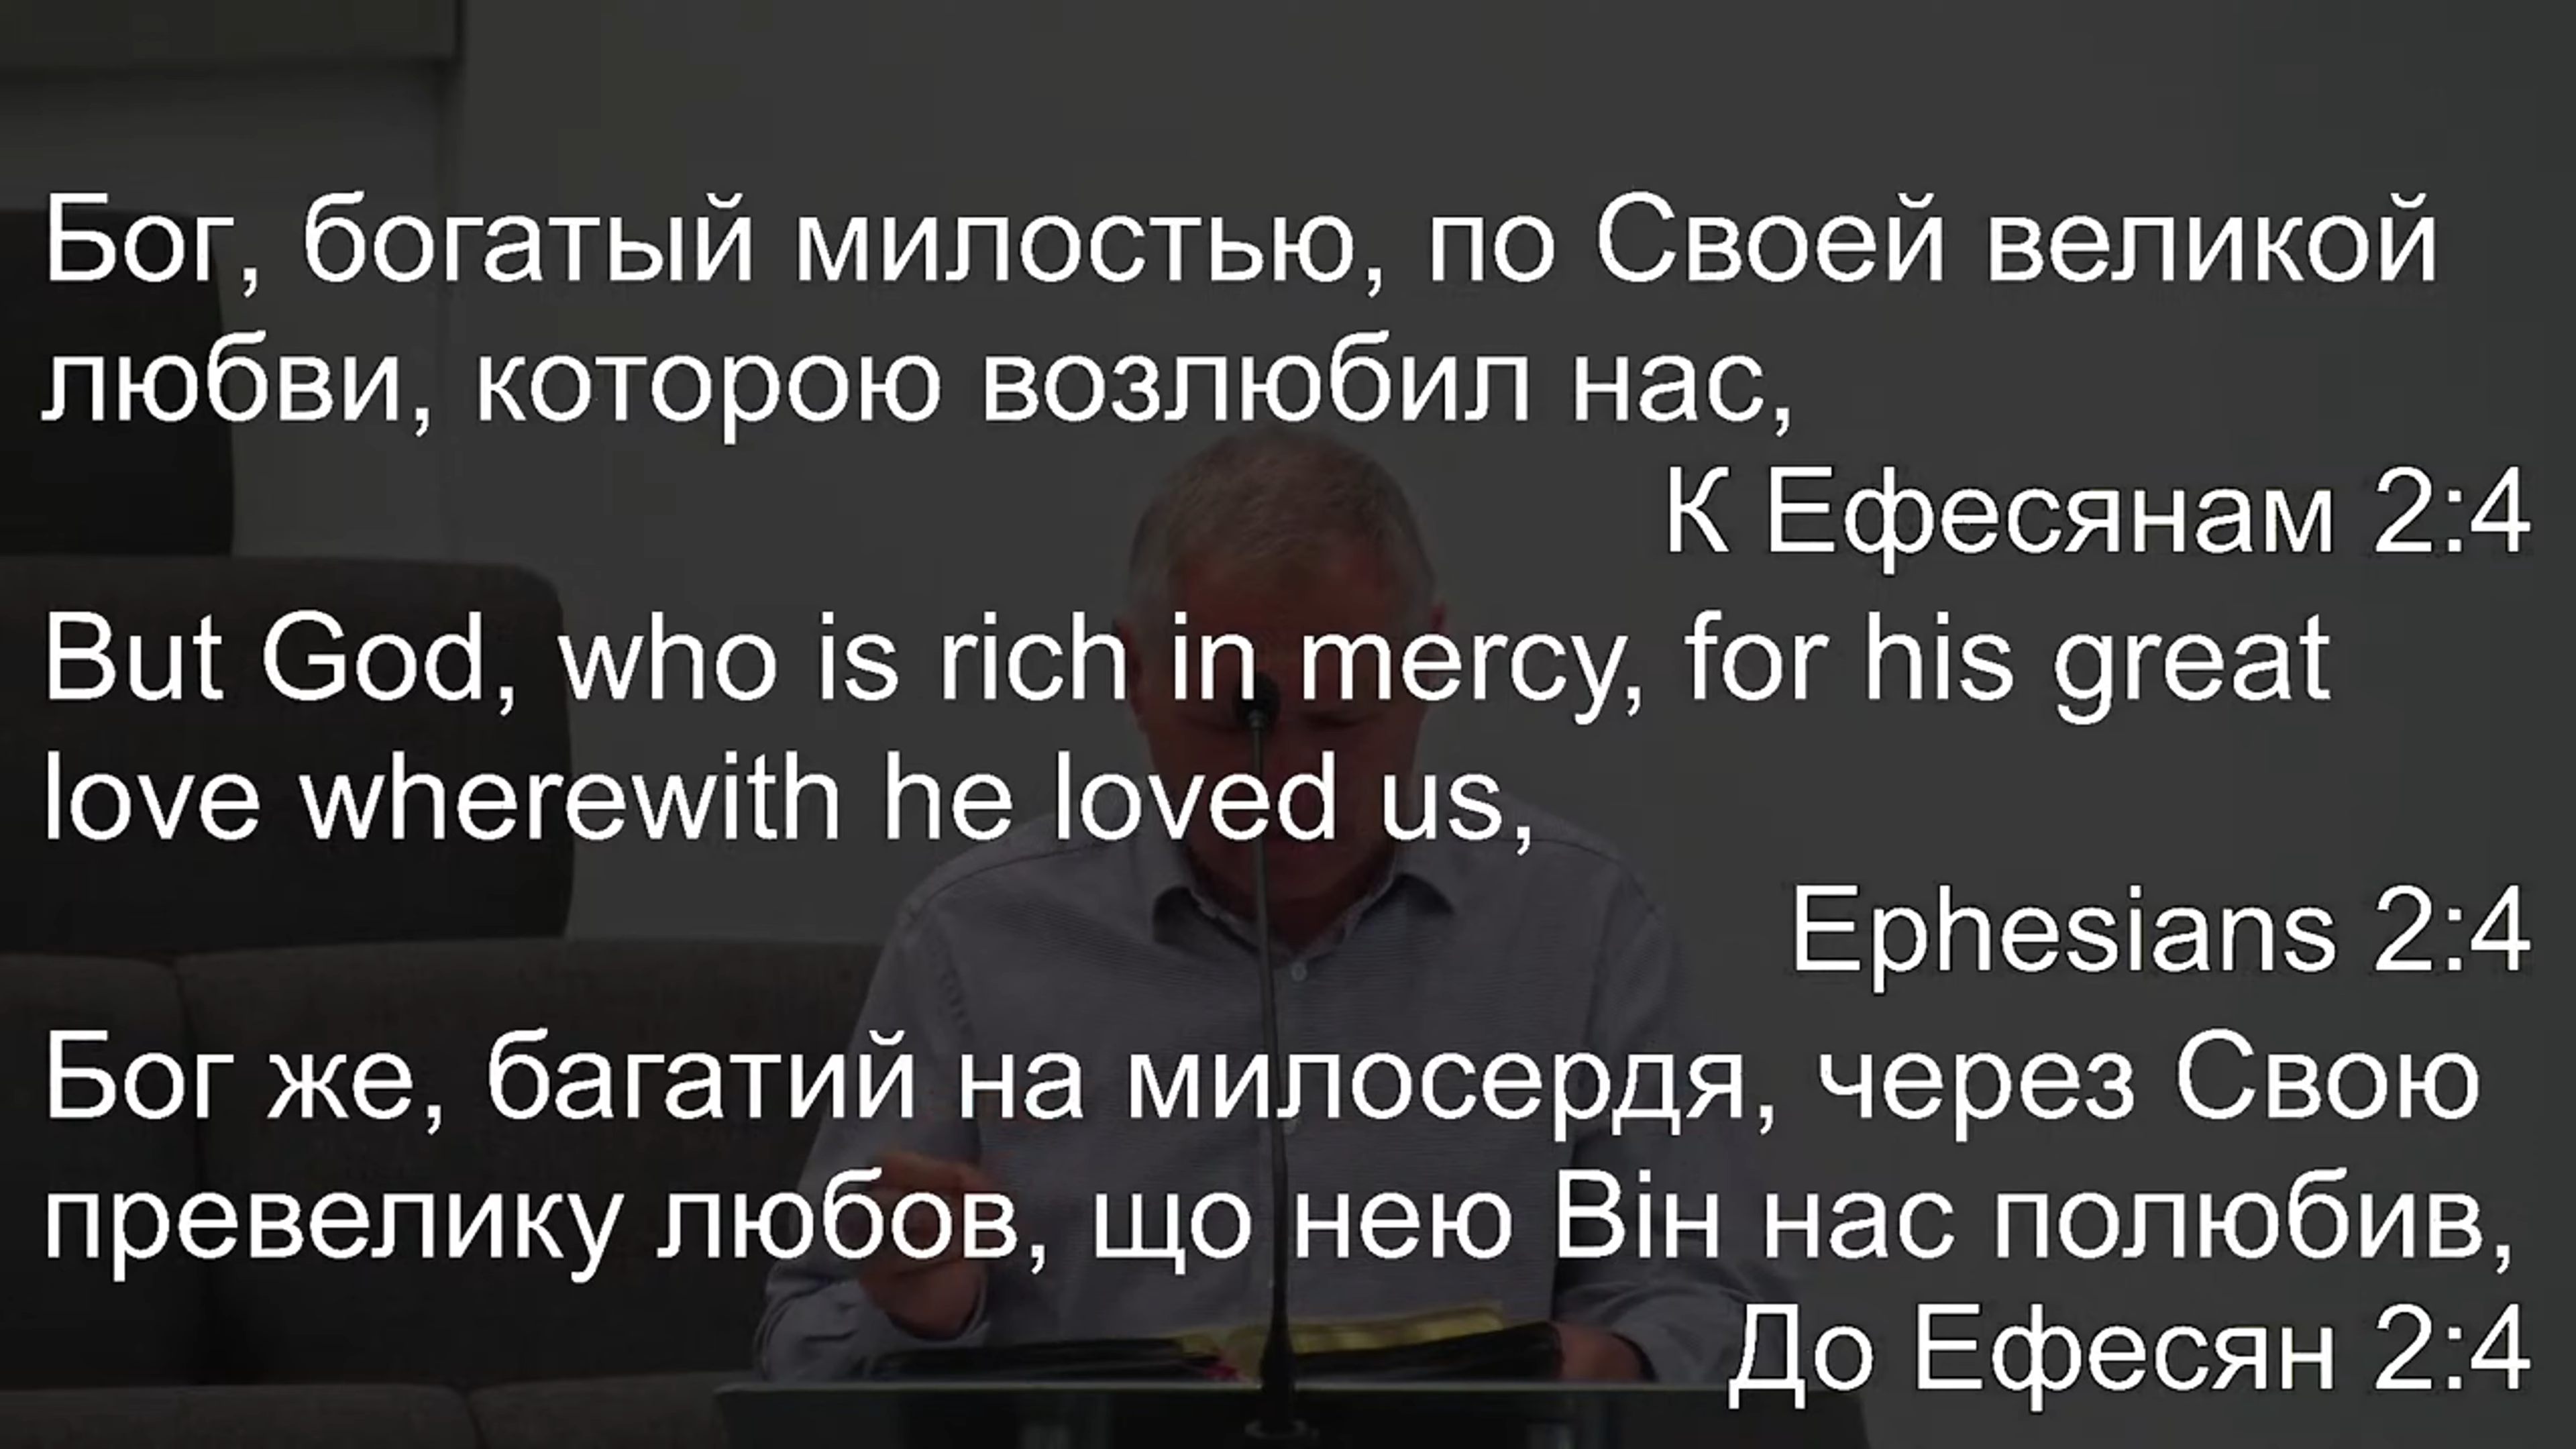 Бог, богатый милостью, по Своей великой
любви, которою возлюбил нас,
К Ефесянам 2:4
But God, who is rich in mercy, for his great
love wherewith he loved us,
Ephesians 2:4
Бог же, багатий на милосердя, через Свою
превелику любов, що нею Він нас полюбив,
До Ефесян 2:4